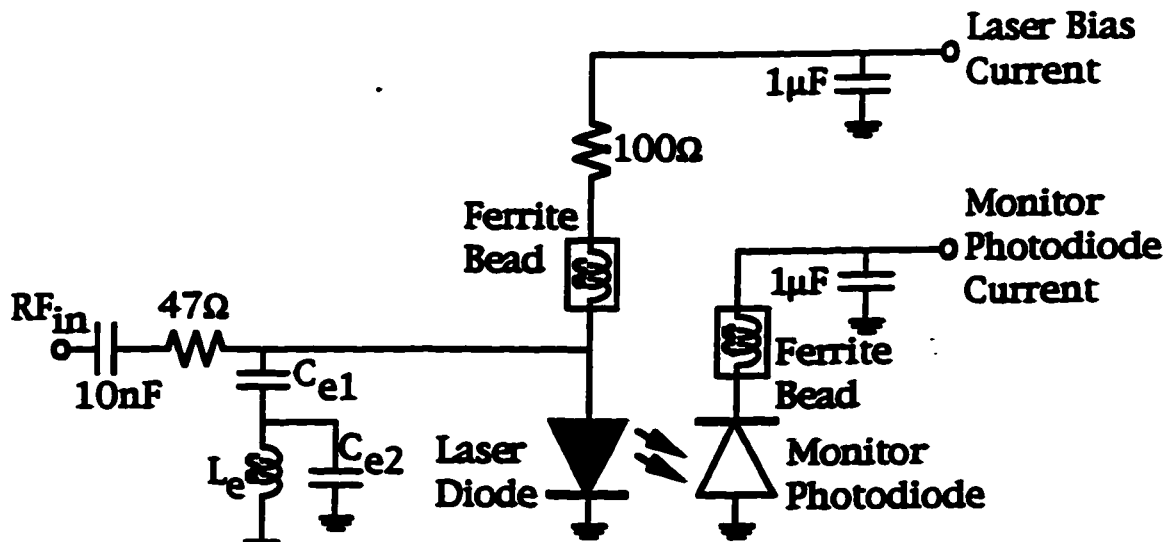 Laser Bias
Current
1μF
100Ω
Ferrite
Bead
Monitor
Photodiode
Current
1μF
RFin
47Ω
10nF
Ce1
Ferrite
Bead
Le
Ce2
Laser
Diode
Monitor
Photodiode